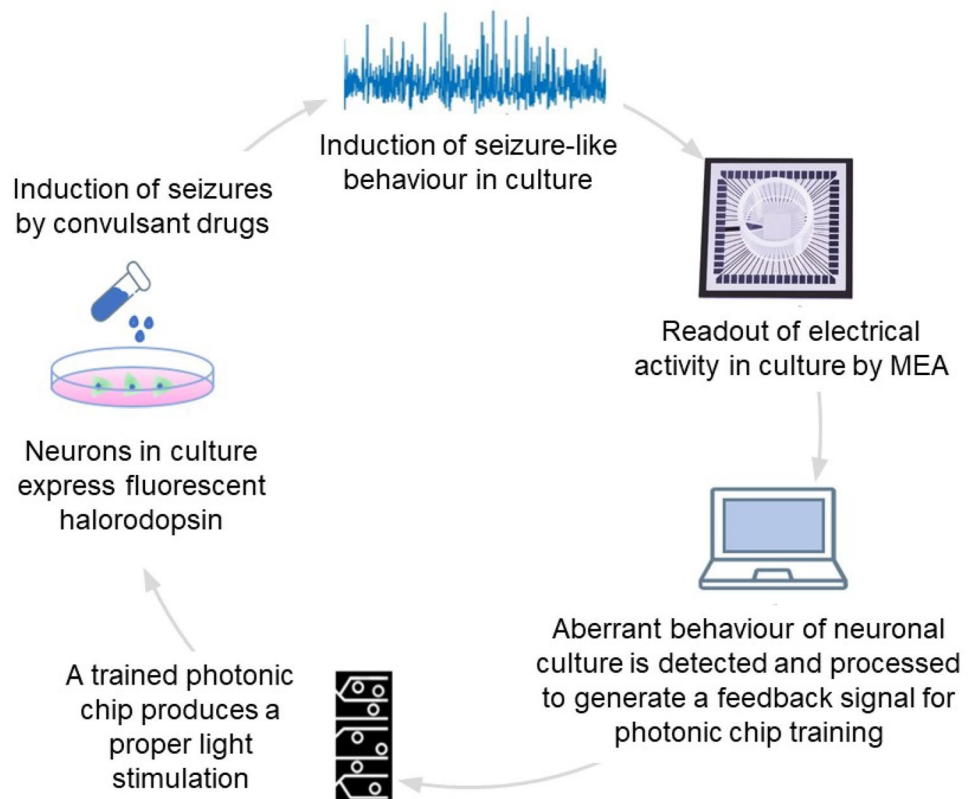 Induction of seizure-like
behaviour in culture
Readout of electrical
activity in culture by MEA
Aberrant behaviour of neuronal
culture is detected and processed
to generate a feedback signal for
photonic chip training
A trained photonic
chip produces a
proper light
stimulation
Neurons in culture
express fluorescent
halorodopsin
Induction of seizures
by convulsant drugs